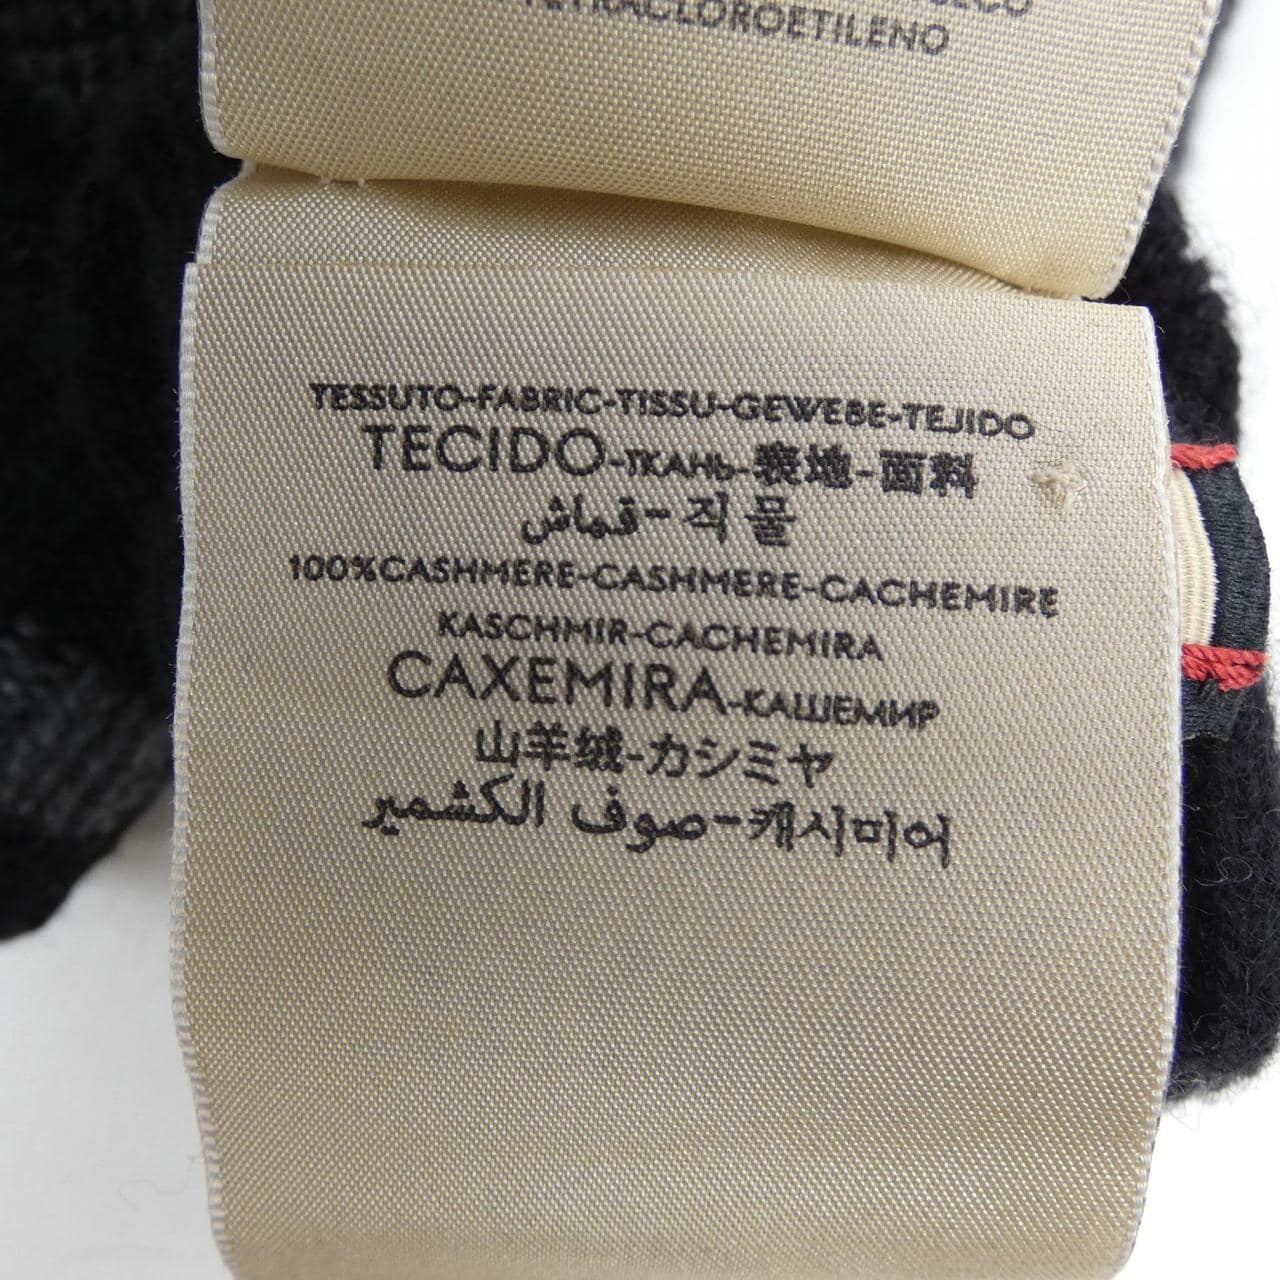 TETRACLOROETILENO
TESSUTO-FABRIC-TISSU-GEWEBE-TEJIDO
TECIDO-ТКАНЬ-表地-面料
قماش-직물
100%CASHMERE-CASHMERE-CACHEMIRE
KASCHMIR-CACHEMIRA
CAXEMIRA-КАШЕМИР
山羊绒-カシミヤ
صوف الكشمير-캐시미어